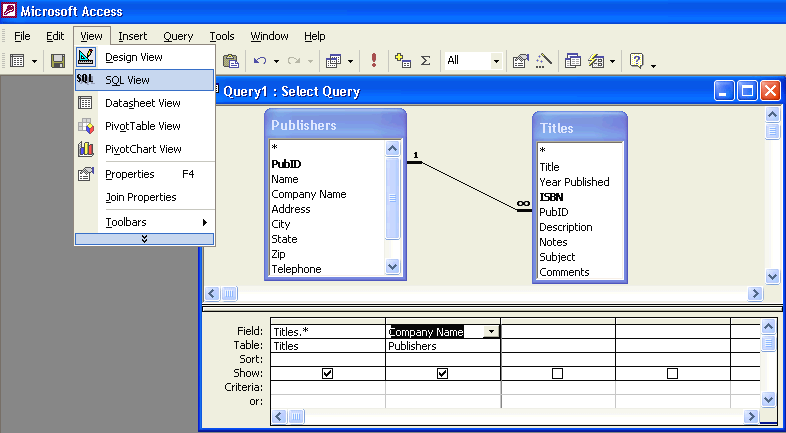 Microsoft Access
File Edit View Insert Query Tools Window Help
All
Design View
SQL SQL View
Datasheet View
PivotTable View
PivotChart View
Properties F4
Join Properties
Toolbars
Query1 : Select Query
Publishers
*
PubID
Name
Company Name
Address
City
State
Zip
Telephone
1
∞
Titles
*
Title
Year Published
ISBN
PubID
Description
Notes
Subject
Comments
Field: Titles.* Company Name
Table: Titles Publishers
Sort:
Show:
Criteria:
or: